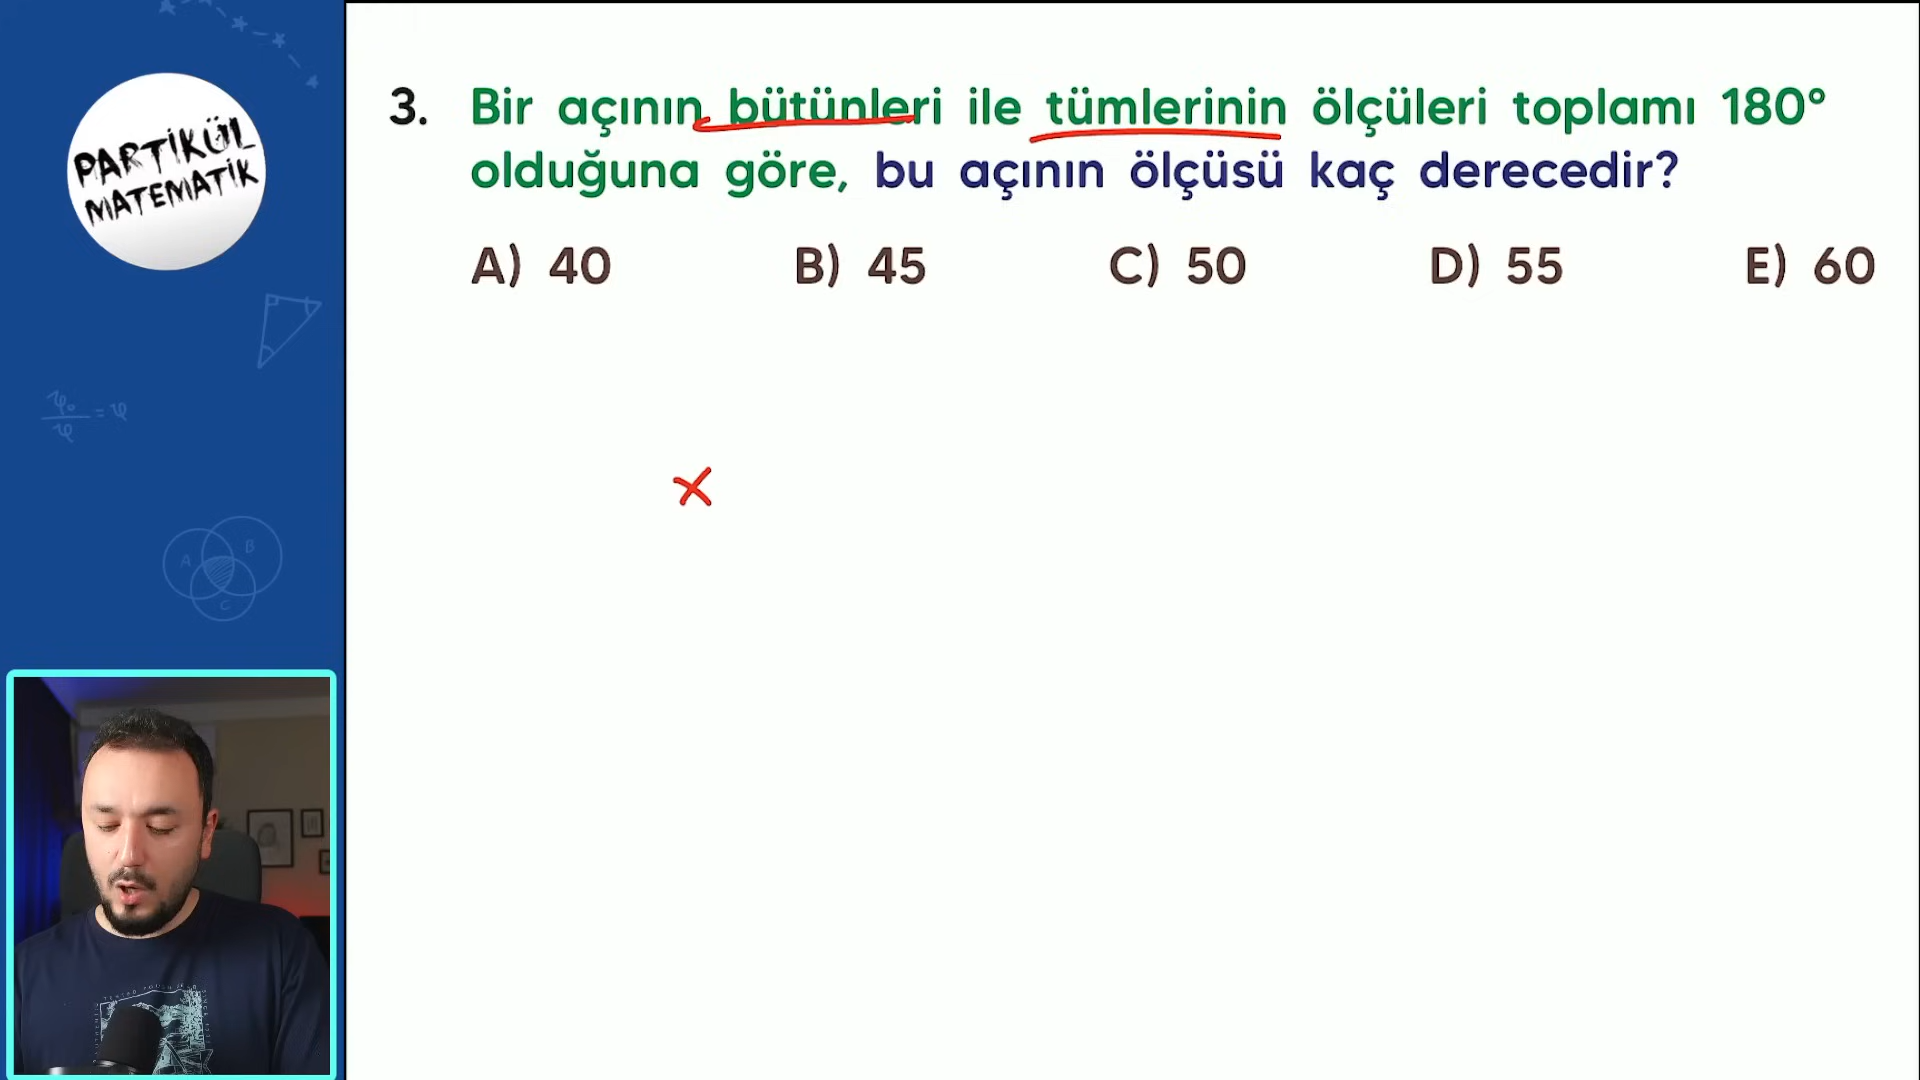 PARTİKÜL
MATEMATİK
3. Bir açının bütünleri ile tümlerinin ölçüleri toplamı 180°
olduğuna göre, bu açının ölçüsü kaç derecedir?
A) 40 B) 45 C) 50 D) 55 E) 60
x
A B
C